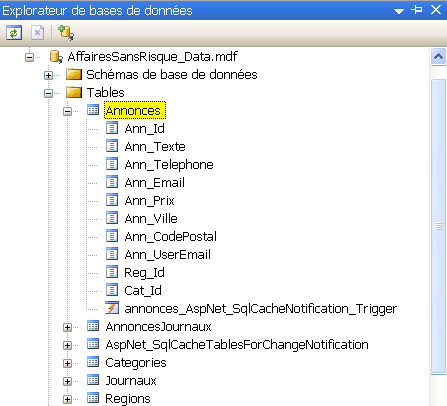 Explorateur de bases de données
AffairesSansRisque_Data.mdf
Schémas de base de données
Tables
Annonces
Ann_Id
Ann_Texte
Ann_Telephone
Ann_Email
Ann_Prix
Ann_Ville
Ann_CodePostal
Ann_UserEmail
Reg_Id
Cat_Id
annonces_AspNet_SqlCacheNotification_Trigger
AnnoncesJournaux
AspNet_SqlCacheTablesForChangeNotification
Categories
Journaux
Regions